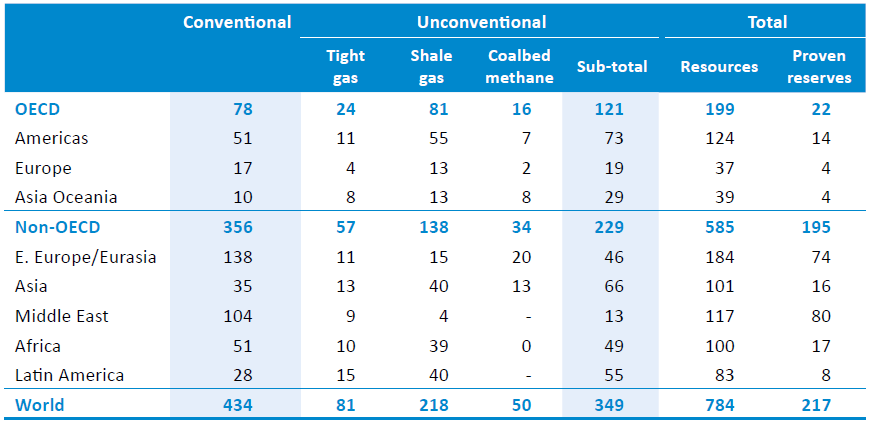 Conventional Unconventional Total
Tight gas Shale gas Coalbed methane Sub-total Resources Proven reserves
OECD 78 24 81 16 121 199 22
Americas 51 11 55 7 73 124 14
Europe 17 4 13 2 19 37 4
Asia Oceania 10 8 13 8 29 39 4
Non-OECD 356 57 138 34 229 585 195
E. Europe/Eurasia 138 11 15 20 46 184 74
Asia 35 13 40 13 66 101 16
Middle East 104 9 4 - 13 117 80
Africa 51 10 39 0 49 100 17
Latin America 28 15 40 - 55 83 8
World 434 81 218 50 349 784 217